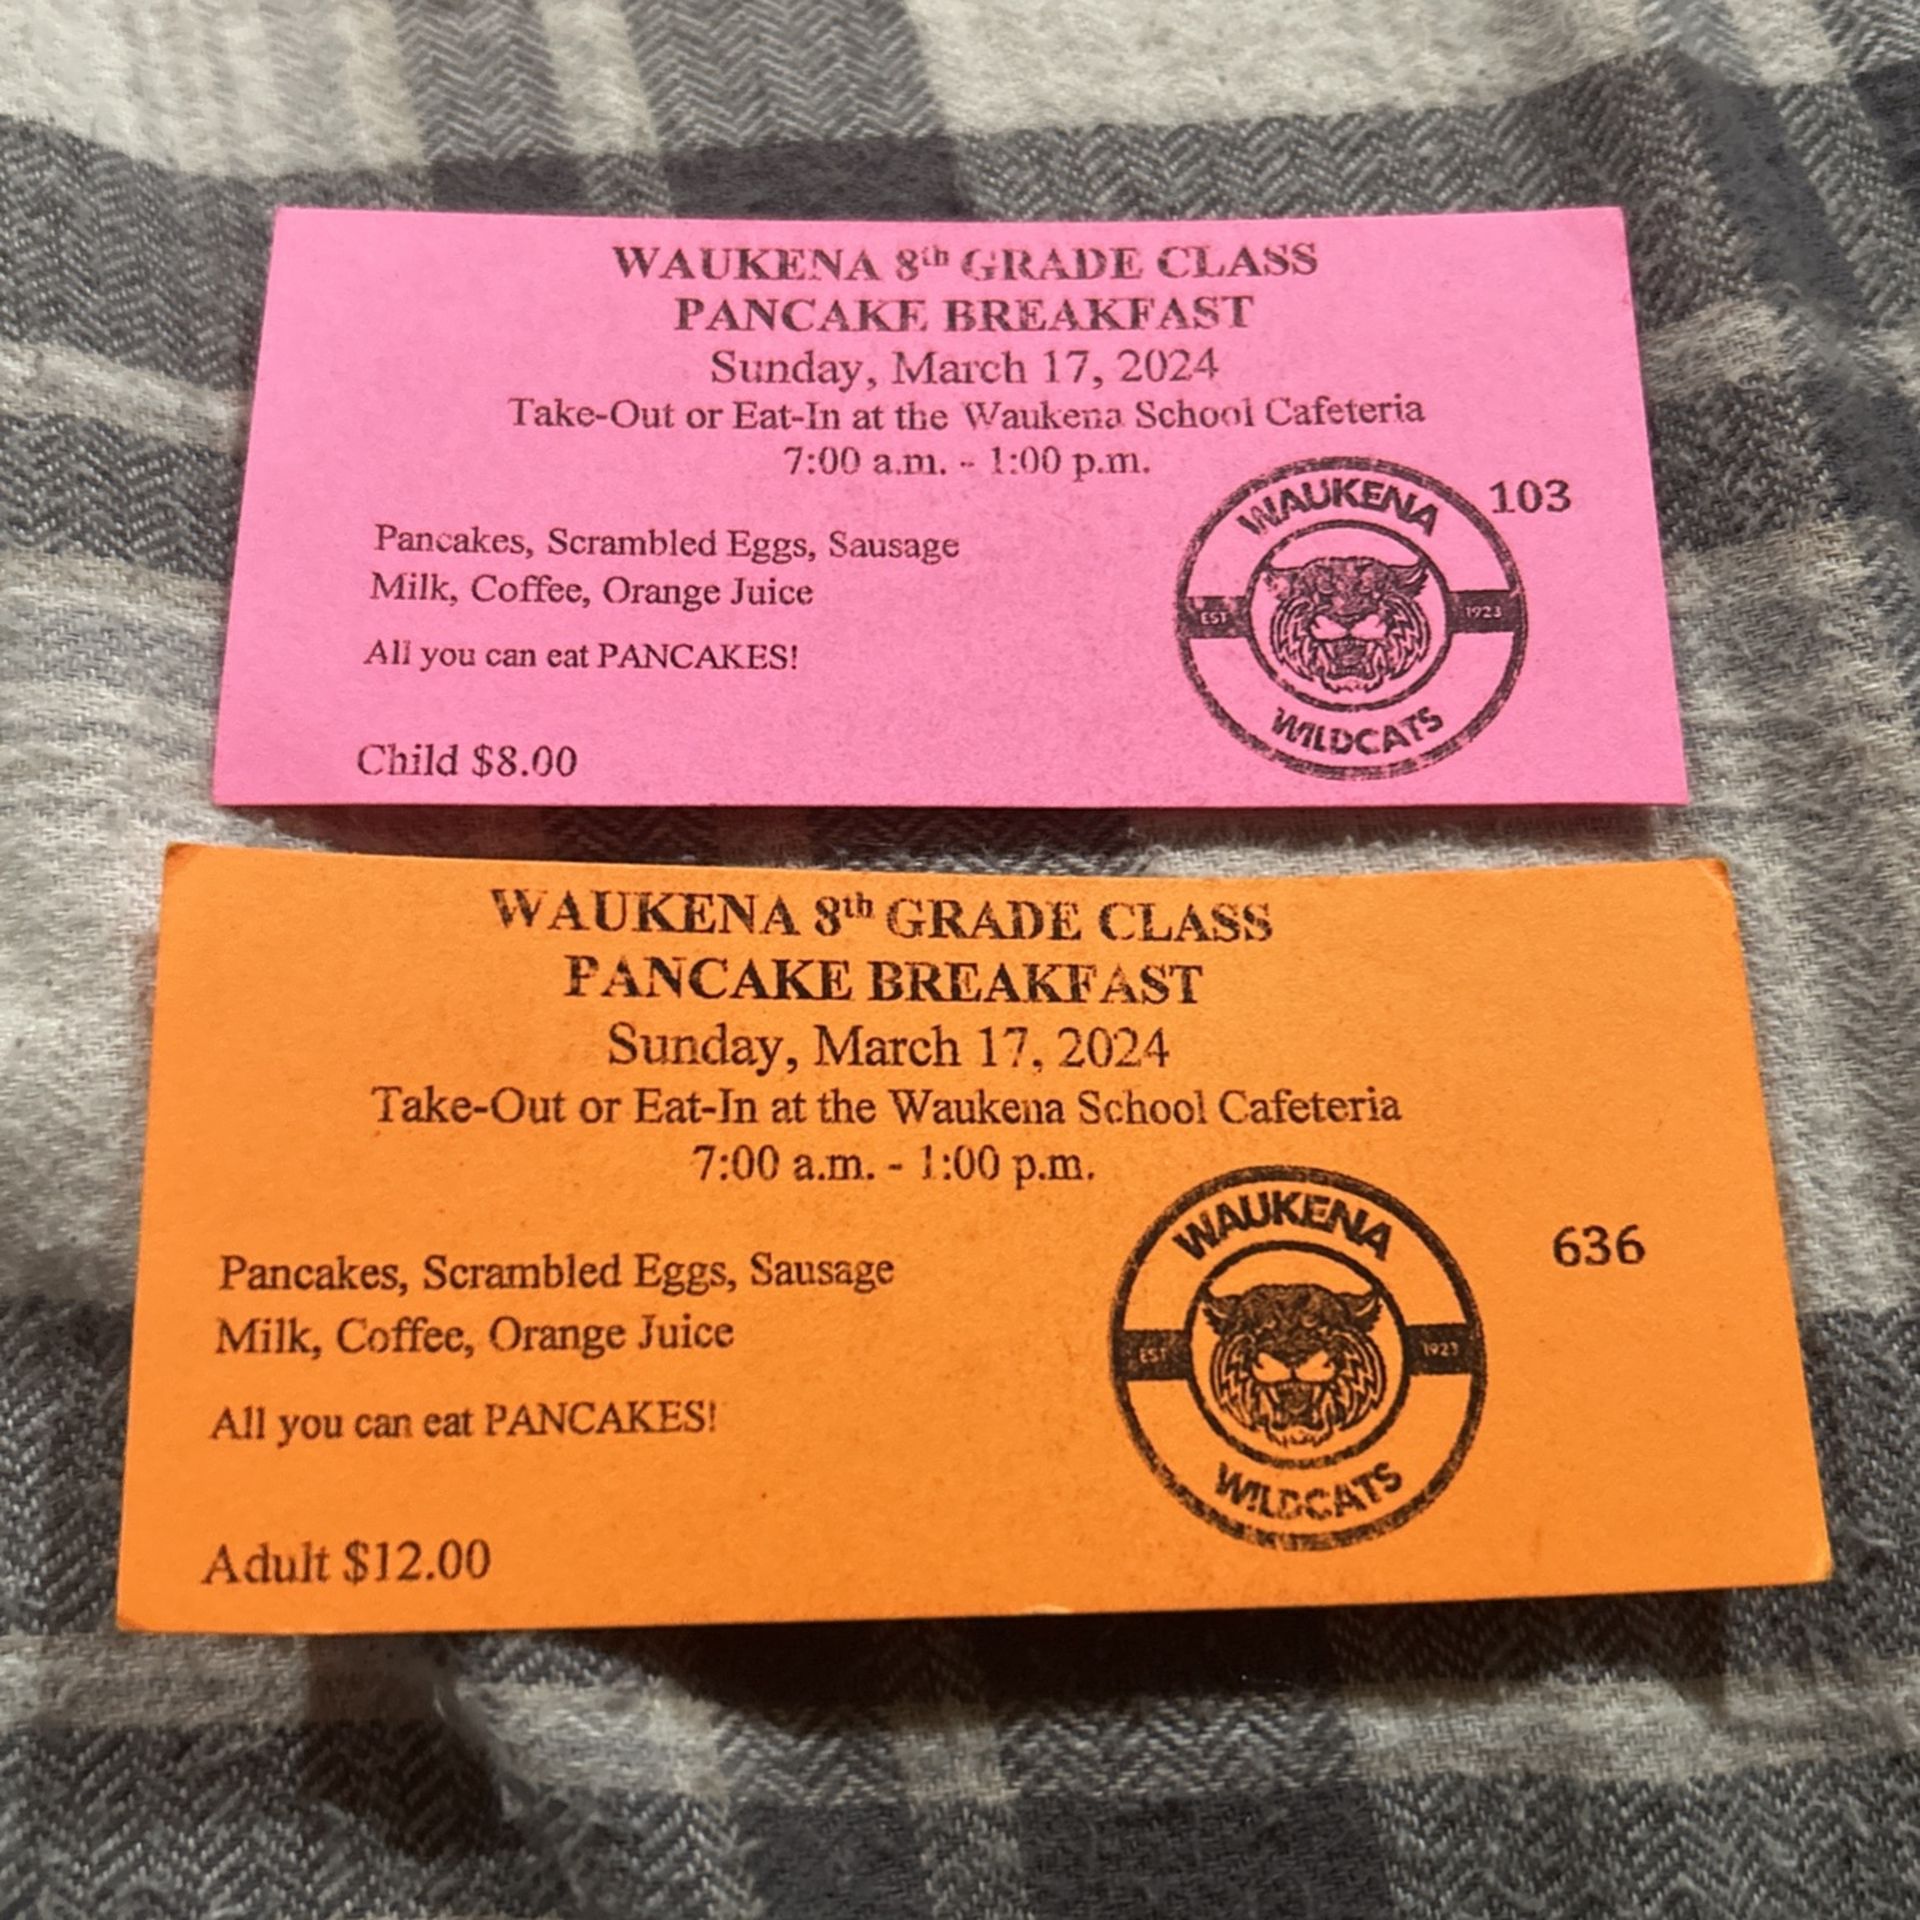 WAUKENA 8th GRADE CLASS
PANCAKE BREAKFAST
Sunday, March 17, 2024
Take-Out or Eat-In at the Waukena School Cafeteria
7:00 a.m. - 1:00 p.m.
103
Pancakes, Scrambled Eggs, Sausage
Milk, Coffee, Orange Juice
All you can eat PANCAKES!
Child $8.00
WAUKENA
EST 1923
WILDCATS
WAUKENA 8th GRADE CLASS
PANCAKE BREAKFAST
Sunday, March 17, 2024
Take-Out or Eat-In at the Waukena School Cafeteria
7:00 a.m. - 1:00 p.m.
636
Pancakes, Scrambled Eggs, Sausage
Milk, Coffee, Orange Juice
All you can eat PANCAKES!
Adult $12.00
WAUKENA
EST 1923
WILDCATS